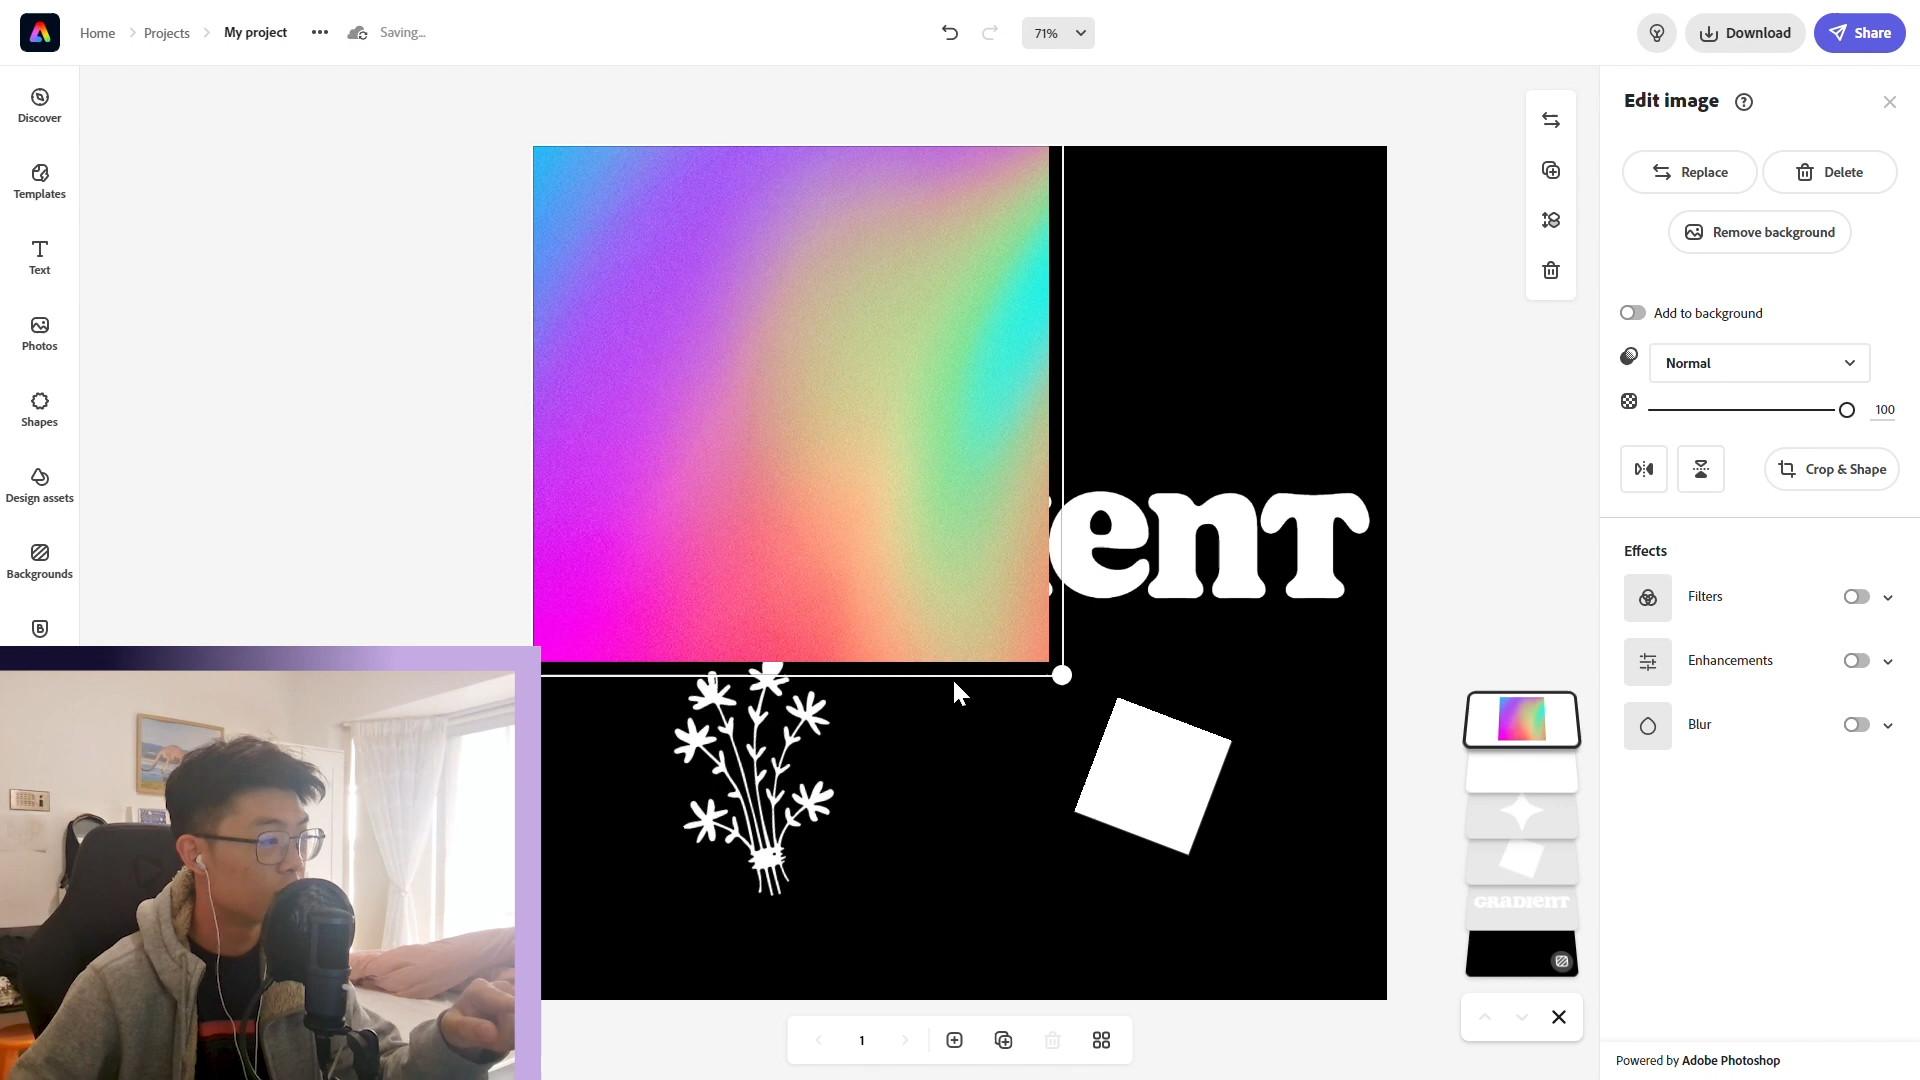 Home
Projects
My project
Saving...
71%
Download
Share
Discover
Templates
Text
Photos
Shapes
Design assets
Backgrounds
Edit image
Replace
Delete
Remove background
Add to background
Normal
100
Crop & Shape
Effects
Filters
Enhancements
Blur
ent
GRADIENT
1
Powered by Adobe Photoshop